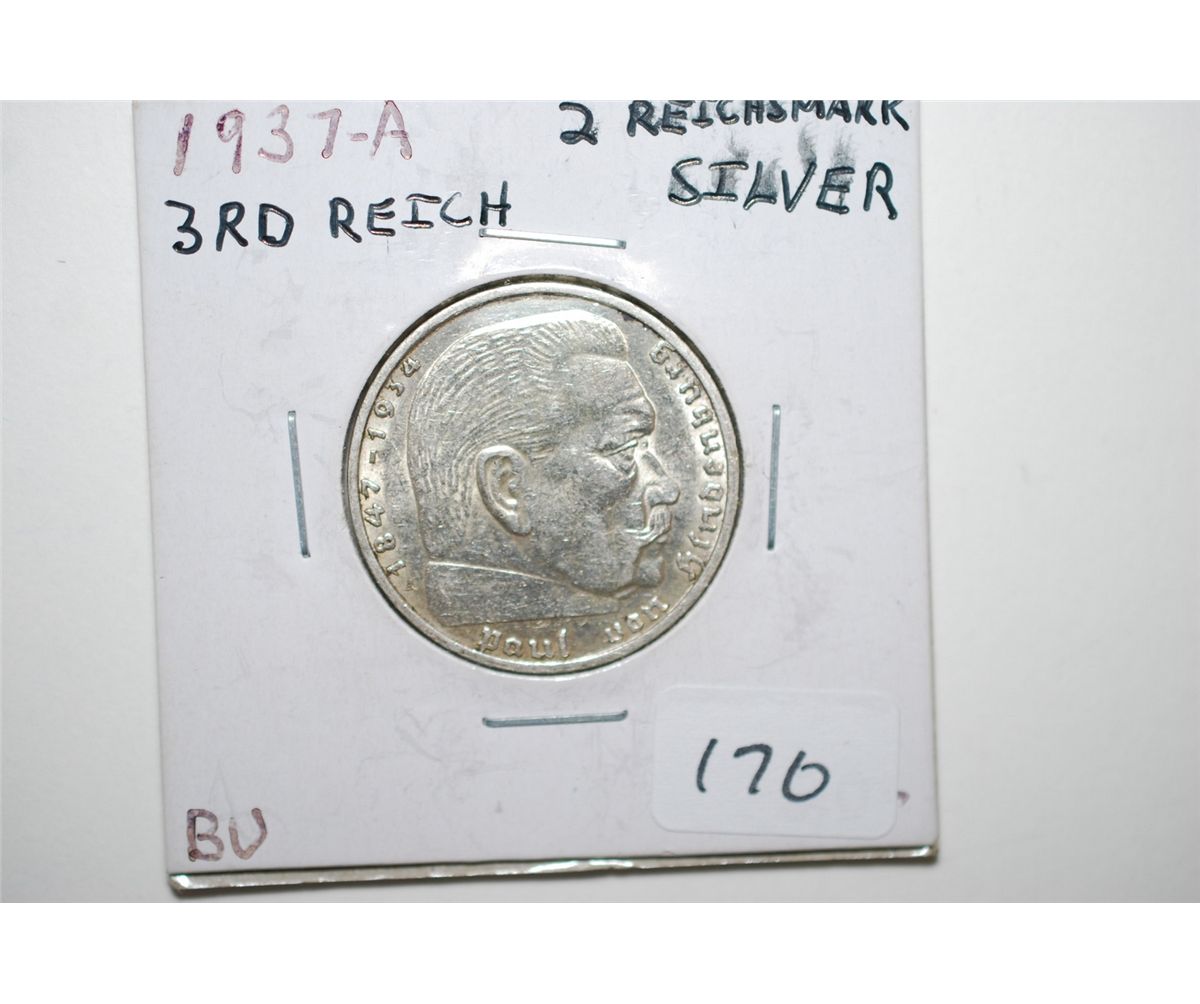 1937-A
2 REICHSMARK
3RD REICH
SILVER
1847-1934
Paul von Hindenburg
170
BU